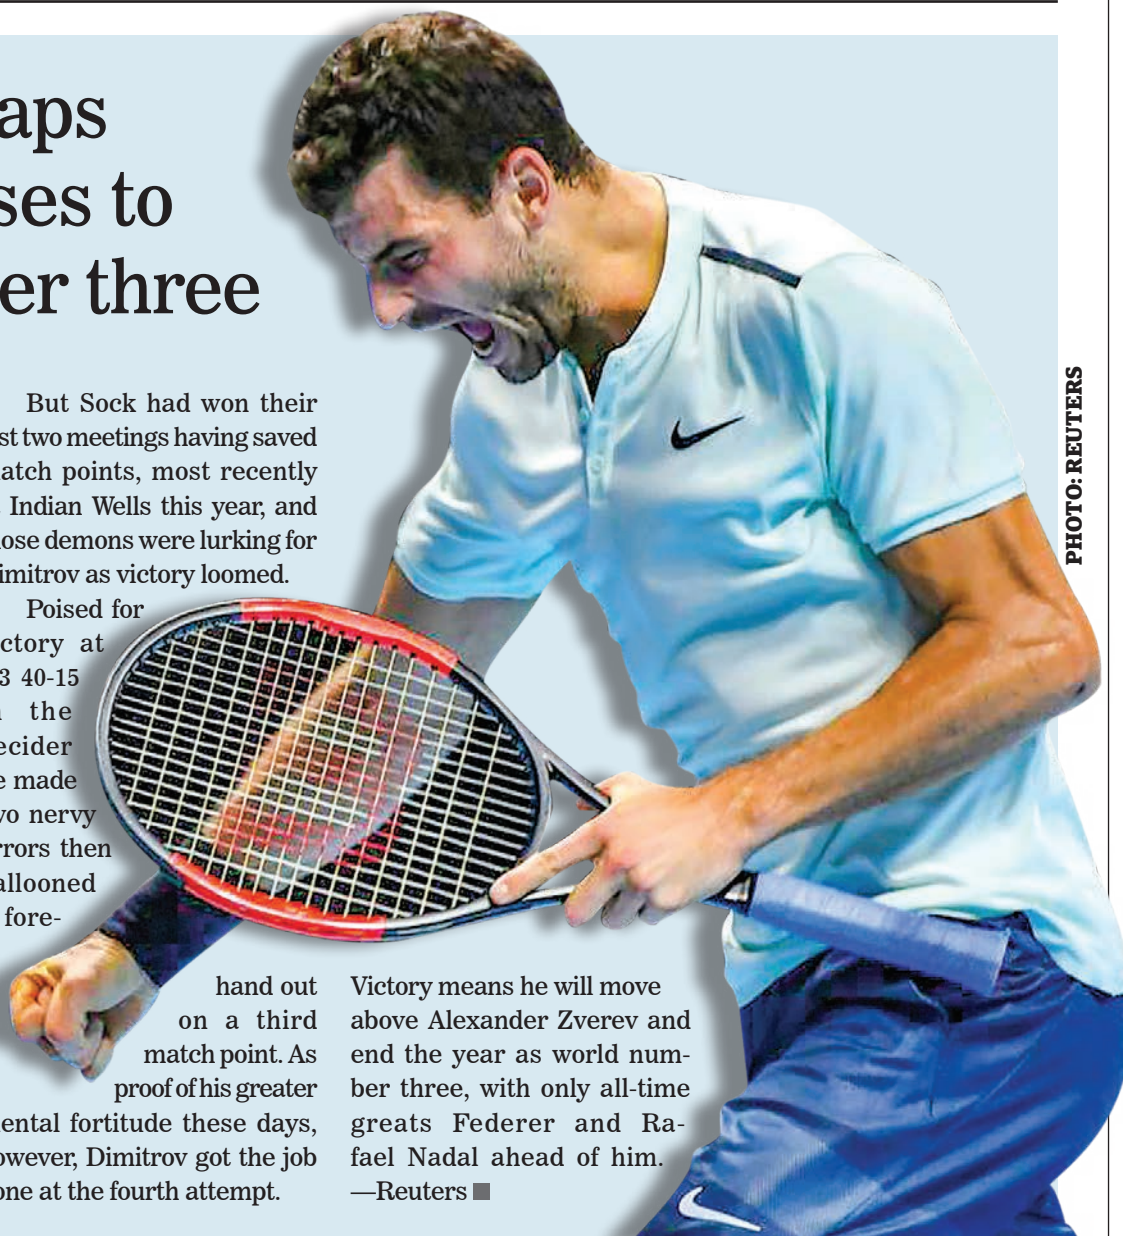 aps
ses to
er three
But Sock had won their
st two meetings having saved
atch points, most recently
Indian Wells this year, and
ose demons were lurking for
imitrov as victory loomed.
Poised for
ctory at
3 40-15
the
ecider
e made
vo nervy
rrors then
allooned
fore-
hand out
on a third
match point. As
proof of his greater
ental fortitude these days,
owever, Dimitrov got the job
one at the fourth attempt.
Victory means he will move
above Alexander Zverev and
end the year as world num-
ber three, with only all-time
greats Federer and Ra-
fael Nadal ahead of him.
—Reuters
PHOTO: REUTERS